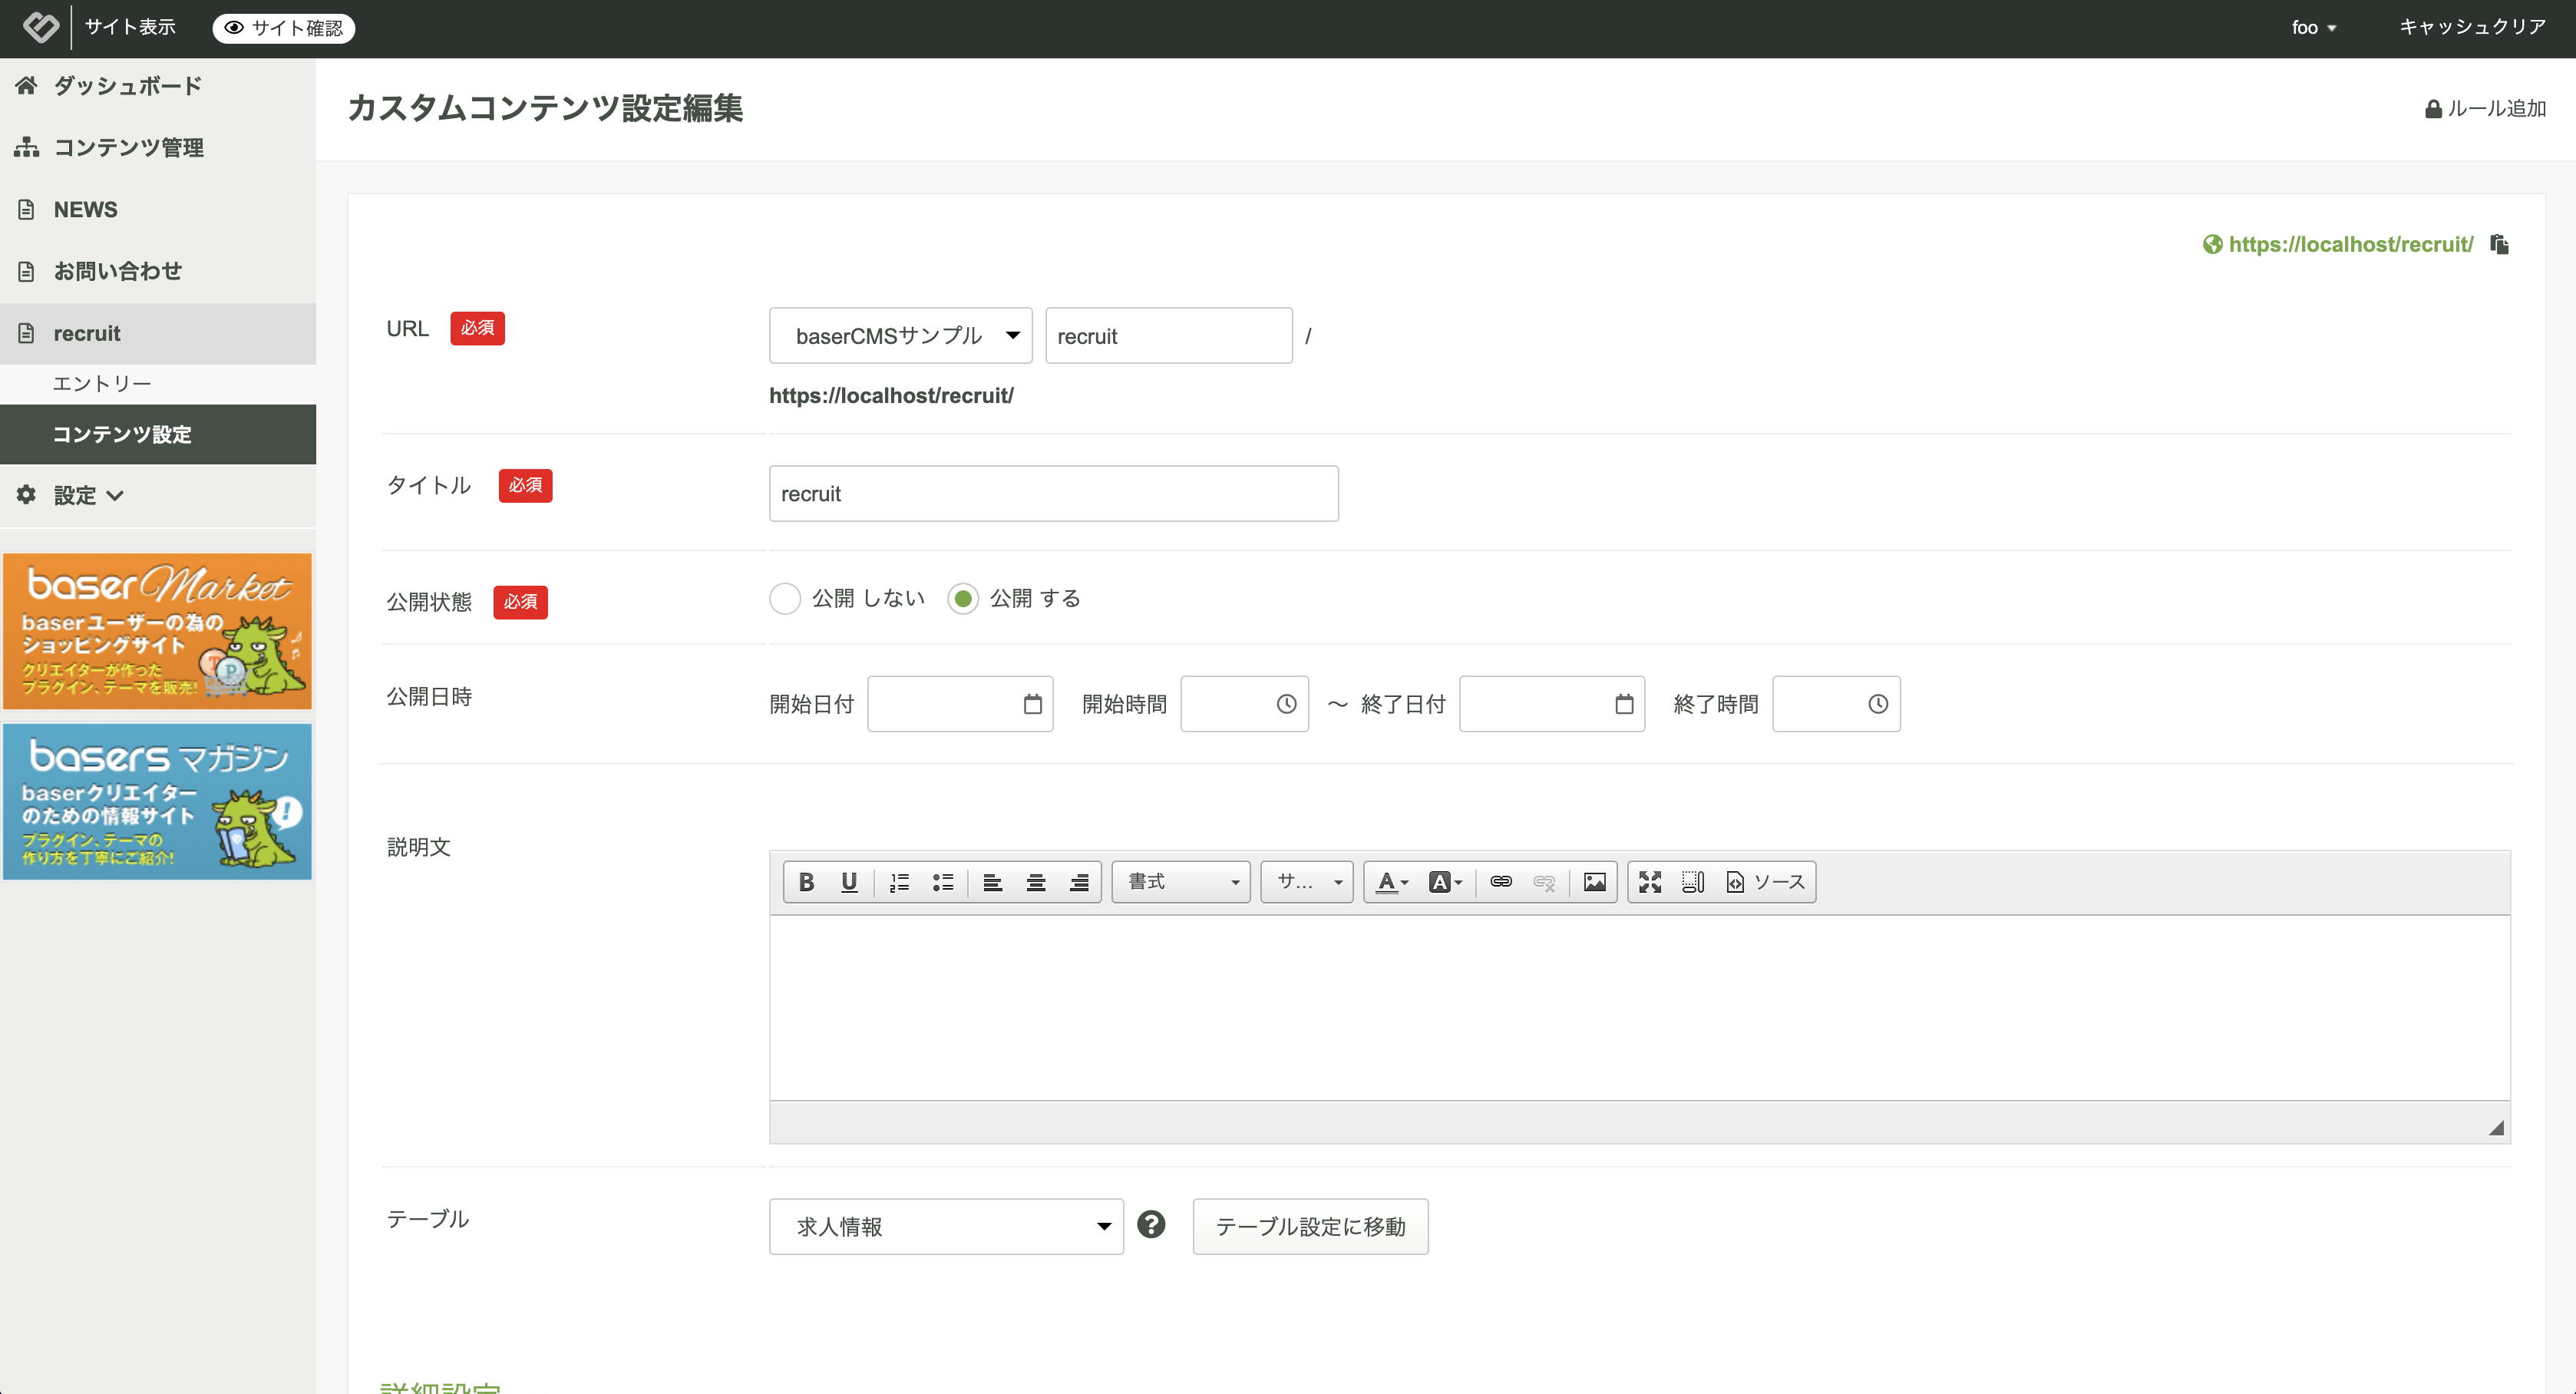 サイト表示
サイト確認
foo
キャッシュクリア
ダッシュボード
コンテンツ管理
NEWS
お問い合わせ
recruit
エントリー
コンテンツ設定
設定
baser Market
baserユーザーの為の
ショッピングサイト
クリエイターが作った
プラグイン、テーマを販売!
T
P
basers マガジン
baserクリエイター
のための情報サイト
プラグイン、テーマの
作り方を丁寧にご紹介!
カスタムコンテンツ設定編集
ルール追加
https://localhost/recruit/
URL 必須
baserCMSサンプル
recruit
/
https://localhost/recruit/
タイトル 必須
recruit
公開状態 必須
公開 しない
公開 する
公開日時
開始日付
開始時間
～ 終了日付
終了時間
説明文
B U
書式
サ...
A A
ソース
テーブル
求人情報
テーブル設定に移動
詳細設定